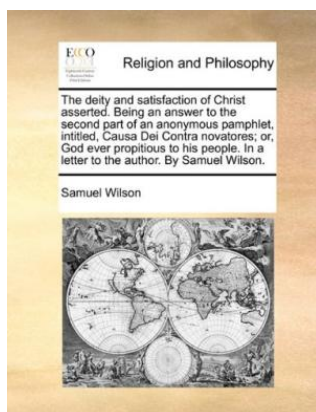 ECCO
Religion and Philosophy
The deity and satisfaction of Christ
asserted. Being an answer to the
second part of an anonymous pamphlet,
intitled, Causa Dei Contra novatores; or,
God ever propitious to his people. In a
letter to the author. By Samuel Wilson.
Samuel Wilson